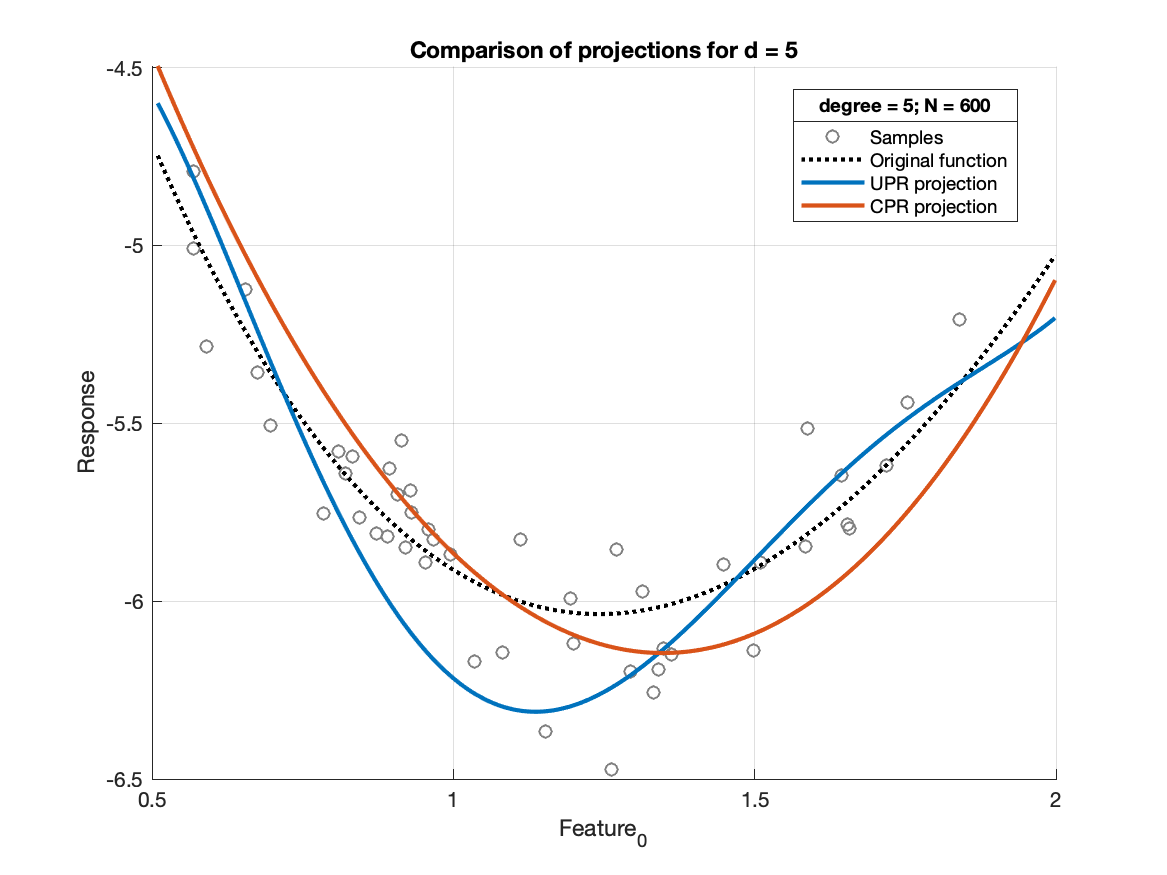 Comparison of projections for d = 5
degree = 5; N = 600
Samples
Original function
UPR projection
CPR projection
-4.5
-5
-5.5
-6
-6.5
Response
0.5
1
1.5
2
Feature0